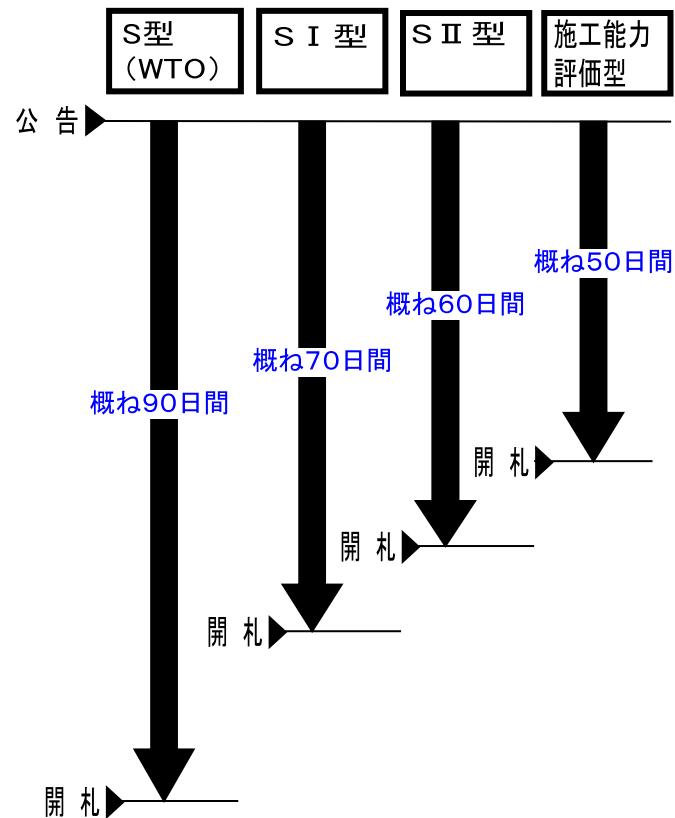 S型
（WTO）
SⅠ型
SⅡ型
施工能力
評価型
公 告
概ね50日間
概ね60日間
概ね70日間
概ね90日間
開 札
開 札
開 札
開 札